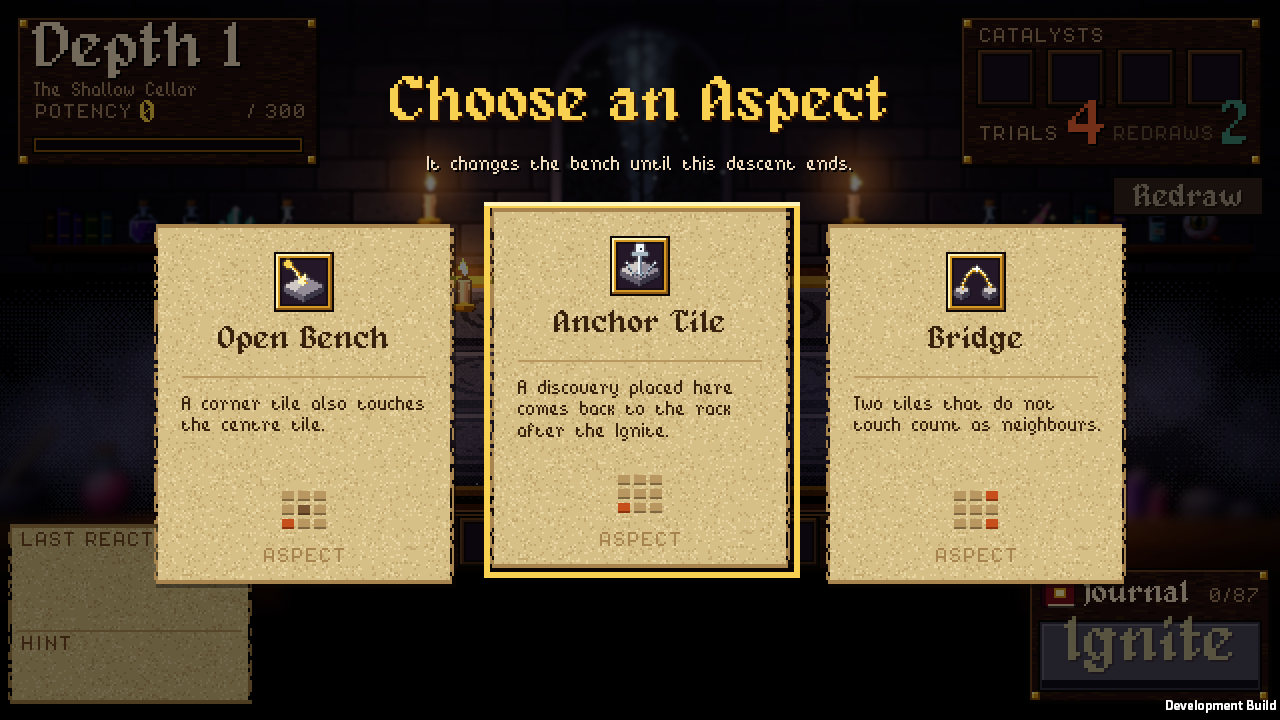 Depth 1
The Shallow Cellar
POTENCY 0 / 300
CATALYSTS
TRIALS 4 REDRAWS 2
Redraw
Choose an Aspect
It changes the bench until this descent ends.
Open Bench
A corner tile also touches
the centre tile.
ASPECT
Anchor Tile
A discovery placed here
comes back to the rack
after the Ignite.
ASPECT
Bridge
Two tiles that do not
touch count as neighbours.
ASPECT
LAST REACT
HINT
Journal 0/87
Ignite
Development Build